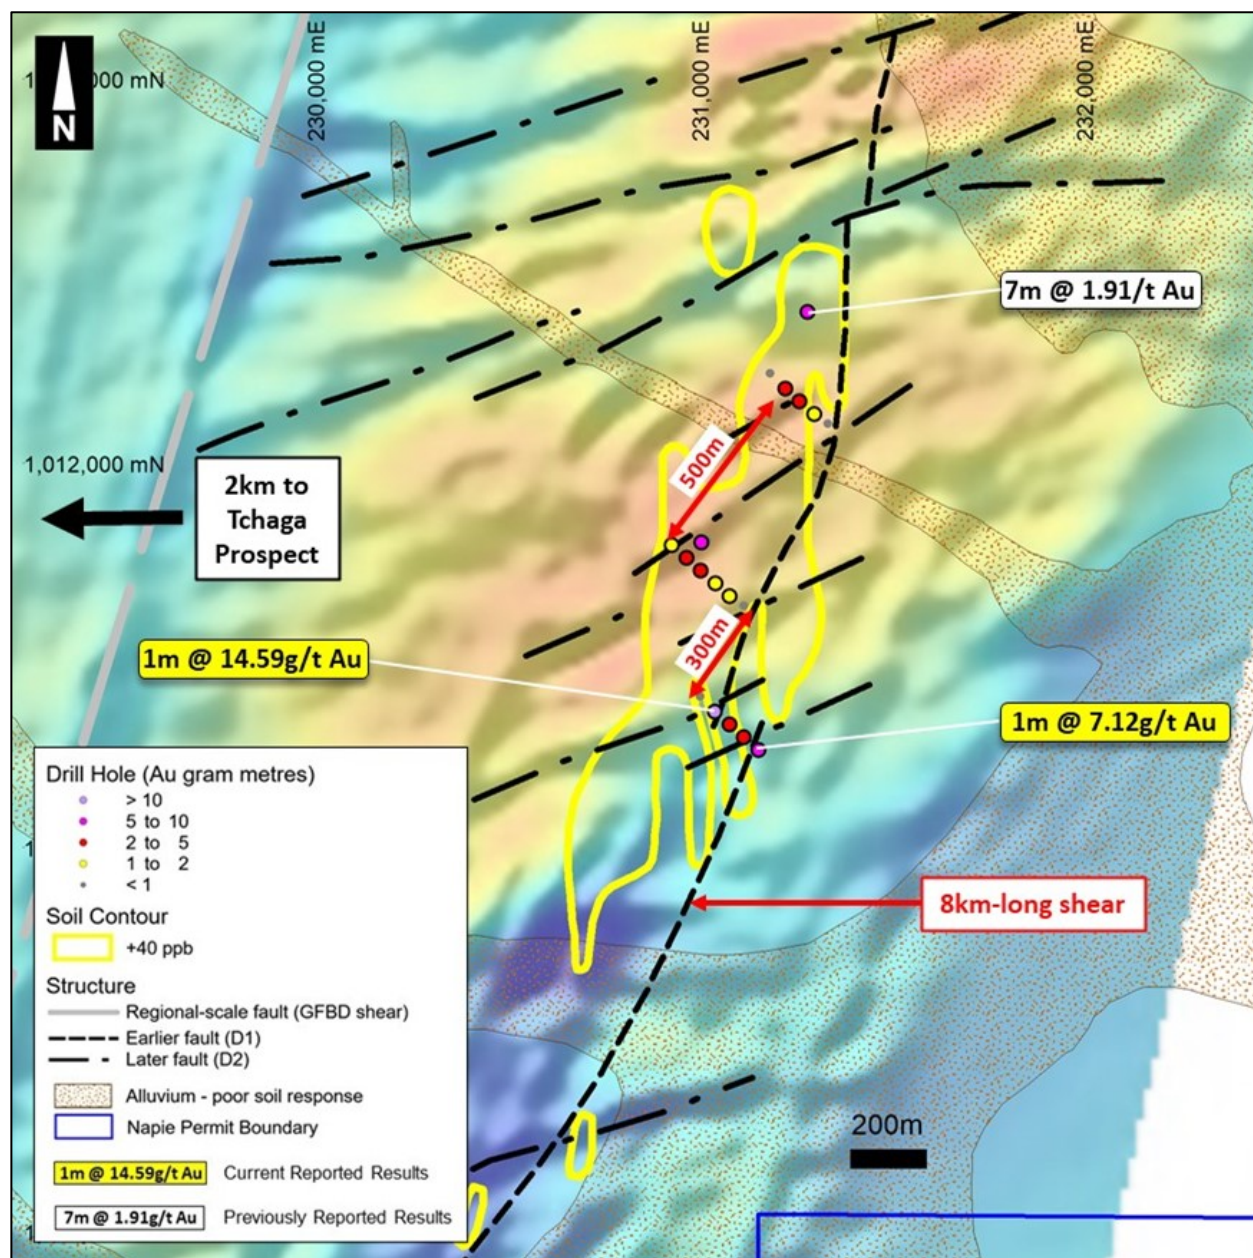 N
000 mN
230,000 mE
231,000 mE
232,000 mE
7m @ 1.91/t Au
1,012,000 mN
2km to
Tchaga
Prospect
500m
300m
1m @ 14.59g/t Au
1m @ 7.12g/t Au
8km-long shear
Drill Hole (Au gram metres)
> 10
5 to 10
2 to 5
1 to 2
< 1
Soil Contour
+40 ppb
Structure
Regional-scale fault (GFBD shear)
Earlier fault (D1)
Later fault (D2)
Alluvium - poor soil response
Napie Permit Boundary
1m @ 14.59g/t Au Current Reported Results
7m @ 1.91g/t Au Previously Reported Results
200m